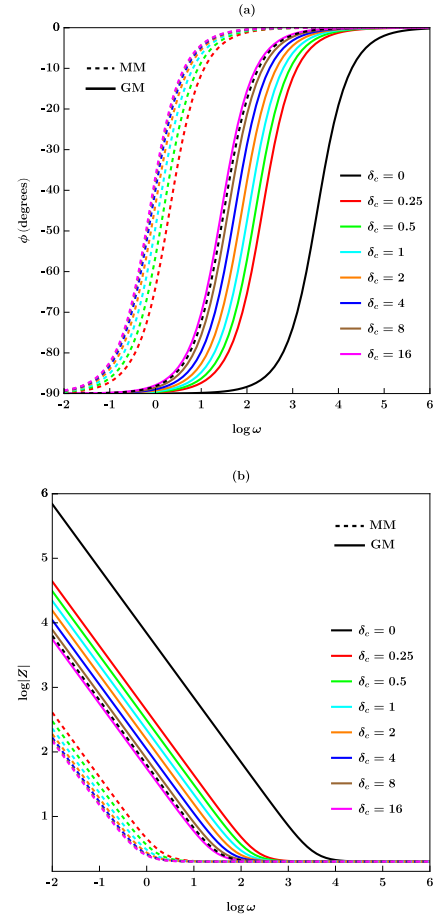 (a)
0
-10
-20
-30
-40
-50
-60
-70
-80
-90
ϕ (degrees)
MM
GM
δc = 0
δc = 0.25
δc = 0.5
δc = 1
δc = 2
δc = 4
δc = 8
δc = 16
-2 -1 0 1 2 3 4 5 6
log ω
(b)
6
5
4
3
2
1
log|Z|
MM
GM
δc = 0
δc = 0.25
δc = 0.5
δc = 1
δc = 2
δc = 4
δc = 8
δc = 16
-2 -1 0 1 2 3 4 5 6
log ω